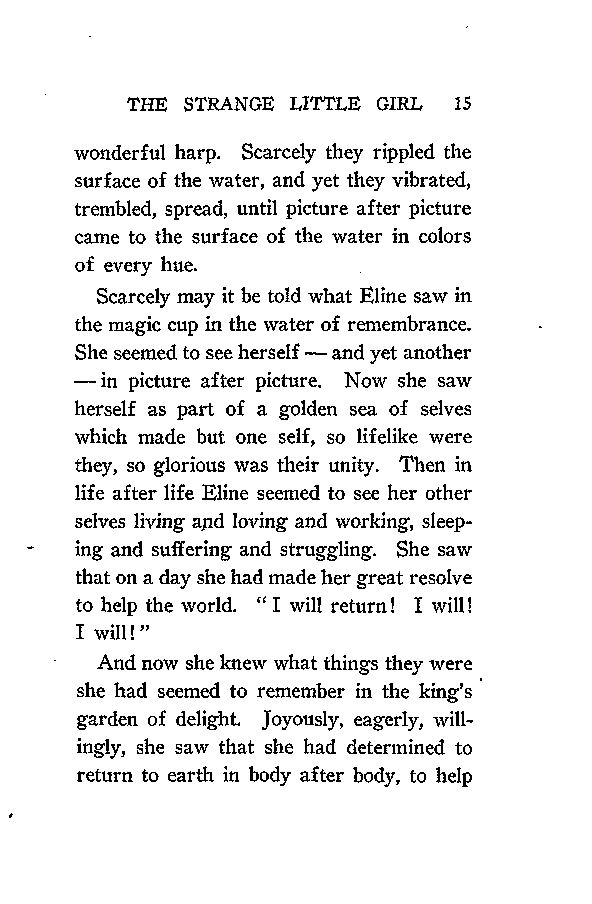 THE STRANGE LITTLE GIRL 15
wonderful harp. Scarcely they rippled the
surface of the water, and yet they vibrated,
trembled, spread, until picture after picture
came to the surface of the water in colors
of every hue.
Scarcely may it be told what Eline saw in
the magic cup in the water of remembrance.
She seemed to see herself — and yet another
— in picture after picture. Now she saw
herself as part of a golden sea of selves
which made but one self, so lifelike were
they, so glorious was their unity. Then in
life after life Eline seemed to see her other
selves living and loving and working, sleep-
ing and suffering and struggling. She saw
that on a day she had made her great resolve
to help the world. "I will return! I will!
I will!"
And now she knew what things they were
she had seemed to remember in the king's
garden of delight. Joyously, eagerly, will-
ingly, she saw that she had determined to
return to earth in body after body, to help